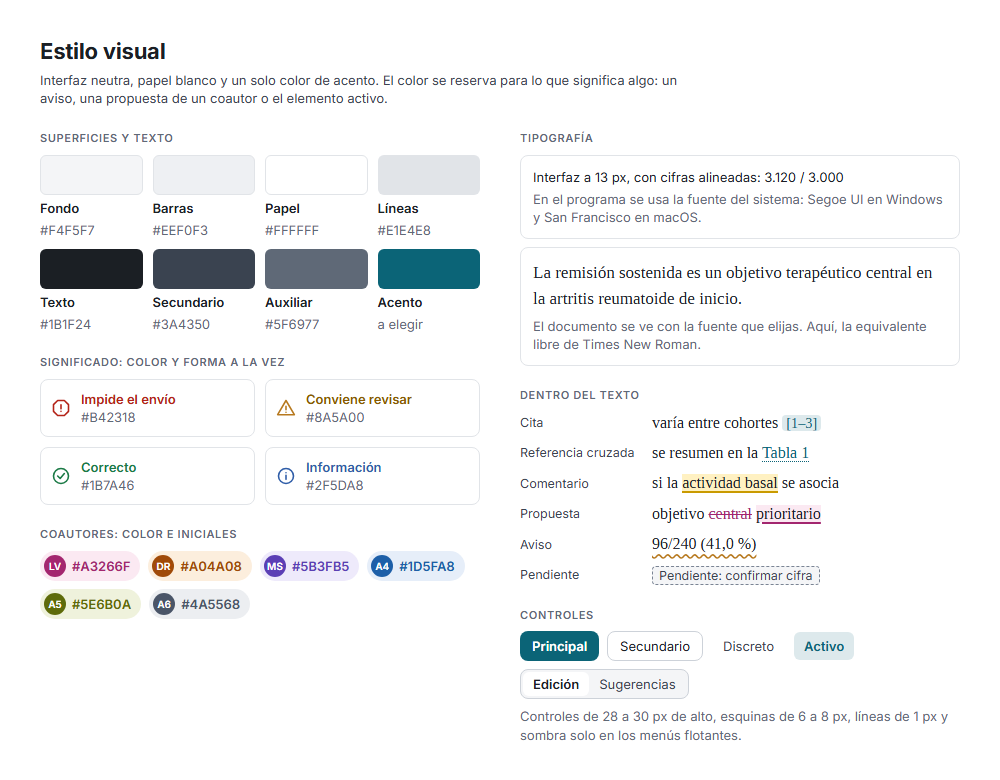 Estilo visual
Interfaz neutra, papel blanco y un solo color de acento. El color se reserva para lo que significa algo: un
aviso, una propuesta de un coautor o el elemento activo.
SUPERFICIES Y TEXTO
Fondo
#F4F5F7
Barras
#EEF0F3
Papel
#FFFFFF
Líneas
#E1E4E8
Texto
#1B1F24
Secundario
#3A4350
Auxiliar
#5F6977
Acento
a elegir
SIGNIFICADO: COLOR Y FORMA A LA VEZ
Impide el envío
#B42318
Conviene revisar
#8A5A00
Correcto
#1B7A46
Información
#2F5DA8
COAUTORES: COLOR E INICIALES
LV #A3266F
DR #A04A08
MS #5B3FB5
A4 #1D5FA8
A5 #5E6B0A
A6 #4A5568
TIPOGRAFÍA
Interfaz a 13 px, con cifras alineadas: 3.120 / 3.000
En el programa se usa la fuente del sistema: Segoe UI en Windows
y San Francisco en macOS.
La remisión sostenida es un objetivo terapéutico central en
la artritis reumatoide de inicio.
El documento se ve con la fuente que elijas. Aquí, la equivalente
libre de Times New Roman.
DENTRO DEL TEXTO
Cita varía entre cohortes [1–3]
Referencia cruzada se resumen en la Tabla 1
Comentario si la actividad basal se asocia
Propuesta objetivo central prioritario
Aviso 96/240 (41,0 %)
Pendiente Pendiente: confirmar cifra
CONTROLES
Principal Secundario Discreto Activo
Edición Sugerencias
Controles de 28 a 30 px de alto, esquinas de 6 a 8 px, líneas de 1 px y
sombra solo en los menús flotantes.